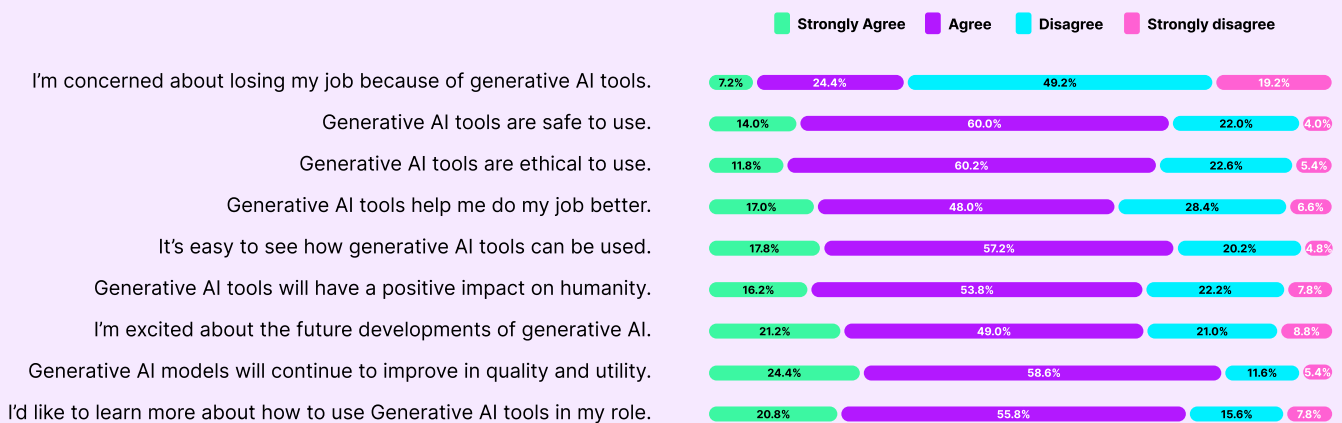 Strongly Agree Agree Disagree Strongly disagree
I’m concerned about losing my job because of generative AI tools. 7.2% 24.4% 49.2% 19.2%
Generative AI tools are safe to use. 14.0% 60.0% 22.0% 4.0%
Generative AI tools are ethical to use. 11.8% 60.2% 22.6% 5.4%
Generative AI tools help me do my job better. 17.0% 48.0% 28.4% 6.6%
It’s easy to see how generative AI tools can be used. 17.8% 57.2% 20.2% 4.8%
Generative AI tools will have a positive impact on humanity. 16.2% 53.8% 22.2% 7.8%
I’m excited about the future developments of generative AI. 21.2% 49.0% 21.0% 8.8%
Generative AI models will continue to improve in quality and utility. 24.4% 58.6% 11.6% 5.4%
I’d like to learn more about how to use Generative AI tools in my role. 20.8% 55.8% 15.6% 7.8%